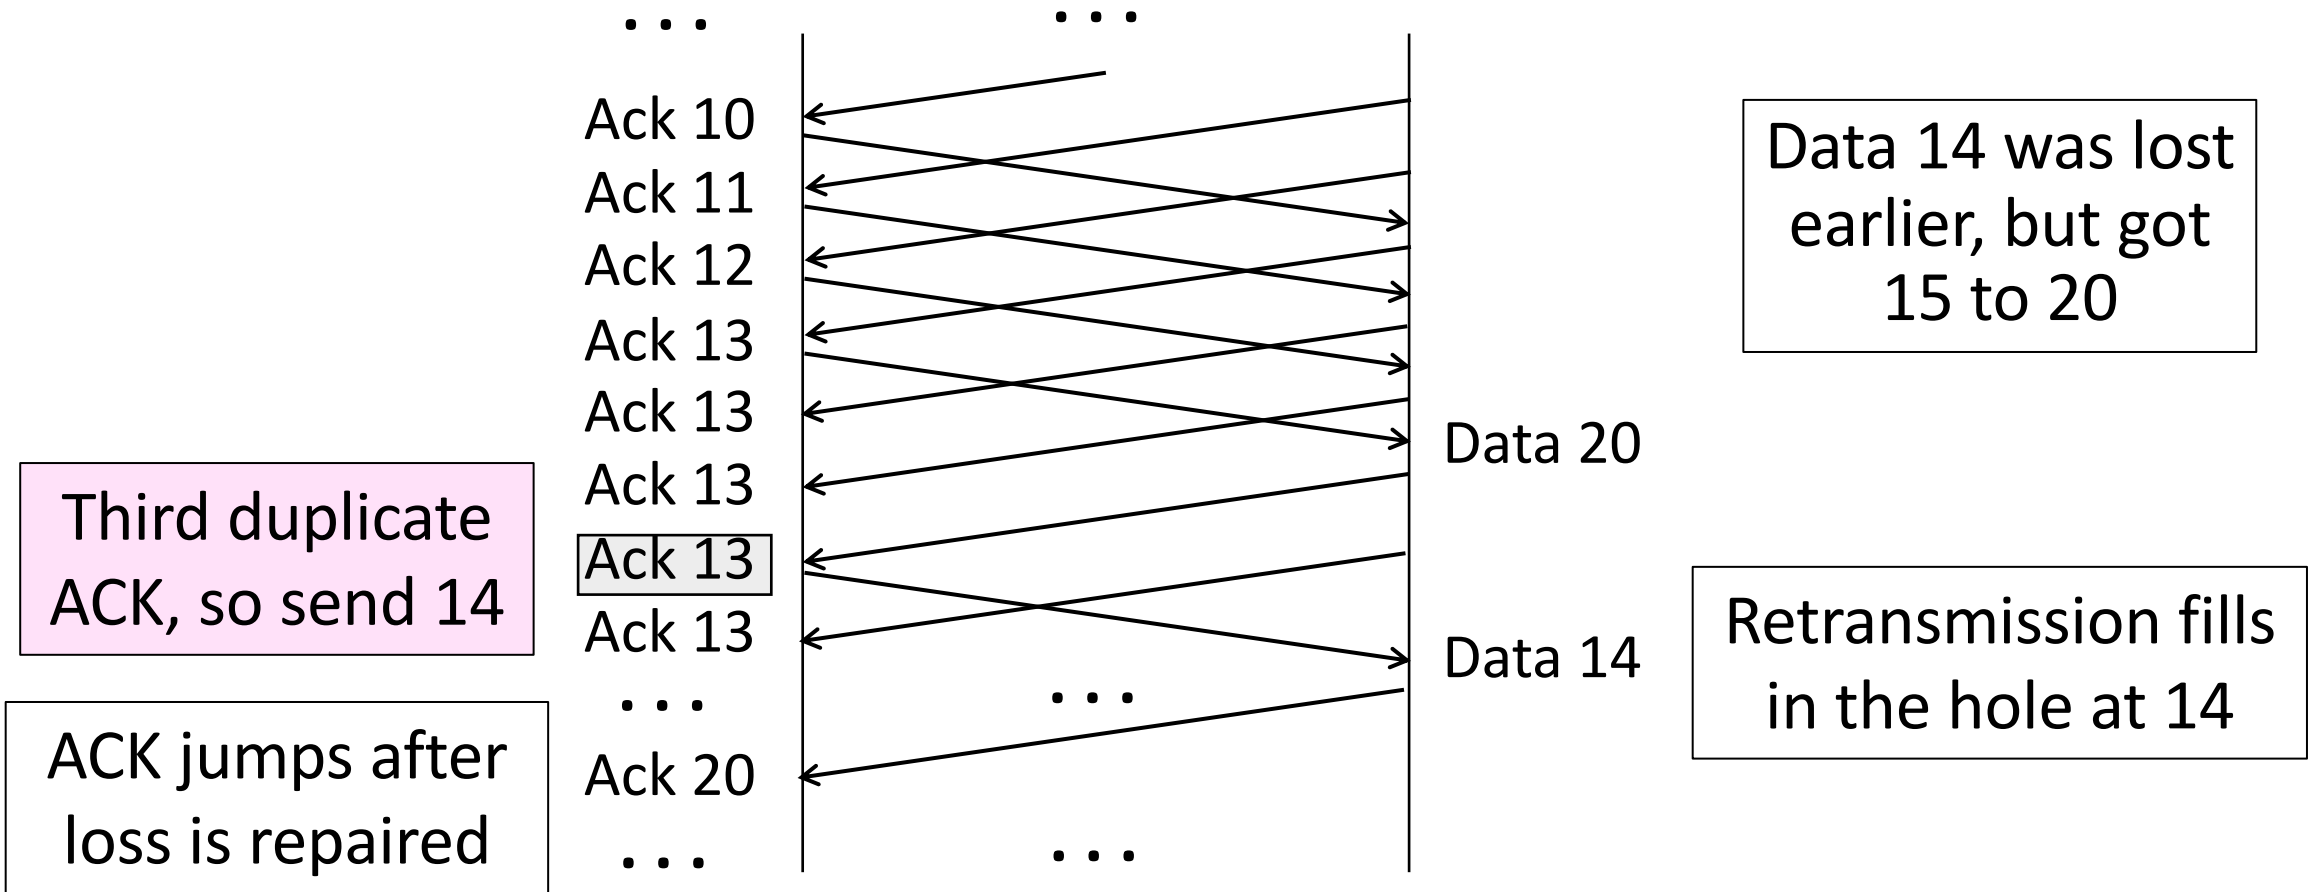 . . .
. . .
Ack 10
Ack 11
Ack 12
Ack 13
Ack 13
Ack 13
Ack 13
Ack 13
. . .
Ack 20
. . .
Third duplicate
ACK, so send 14
ACK jumps after
loss is repaired
. . .
. . .
Data 20
Data 14
Data 14 was lost
earlier, but got
15 to 20
Retransmission fills
in the hole at 14